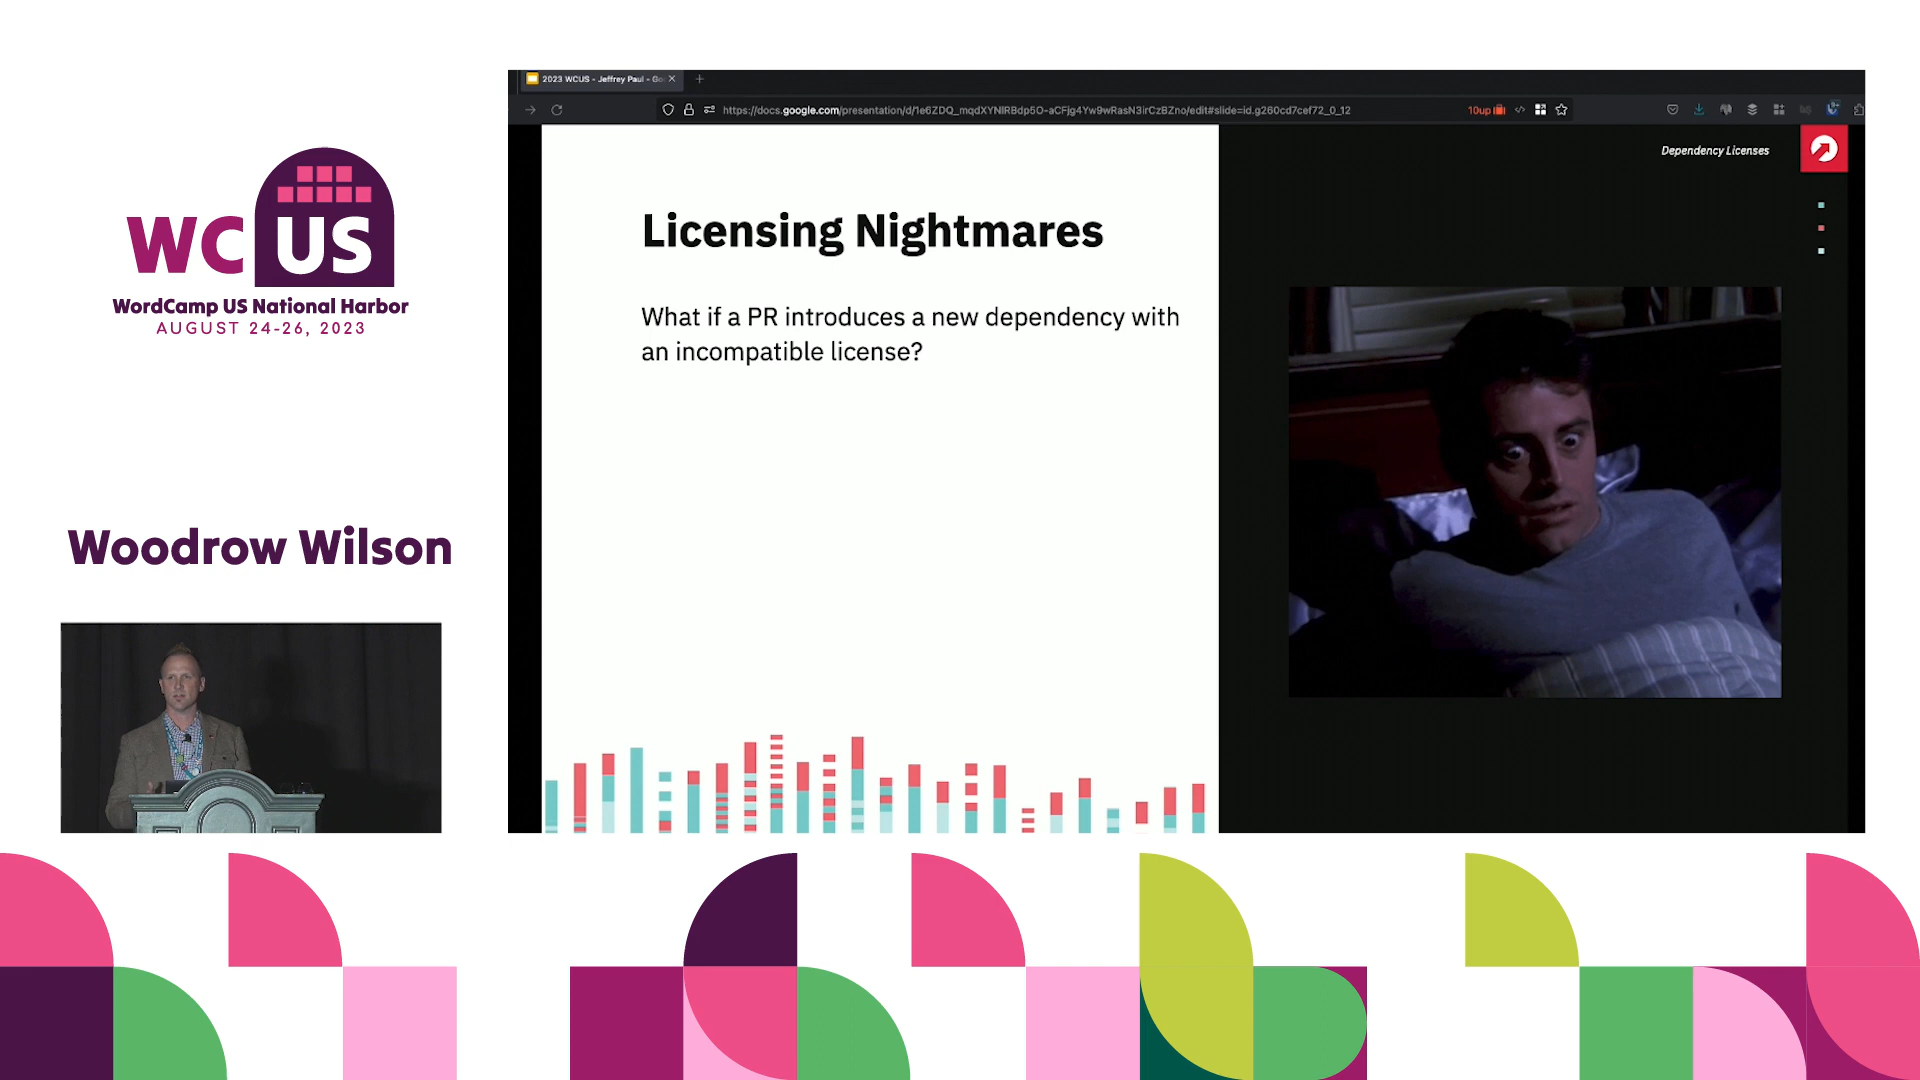 WC US
WordCamp US National Harbor
AUGUST 24-26, 2023
Woodrow Wilson
2023 WCUS - Jeffrey Paul - Go
https://docs.google.com/presentation/d/1e6ZDQ_mqdXYNlRBdp5O-aCFjg4Yw9wRasN3irCzBZno/edit#slide=id.g260cd7cef72_0_12
10up
Dependency Licenses
Licensing Nightmares
What if a PR introduces a new dependency with
an incompatible license?